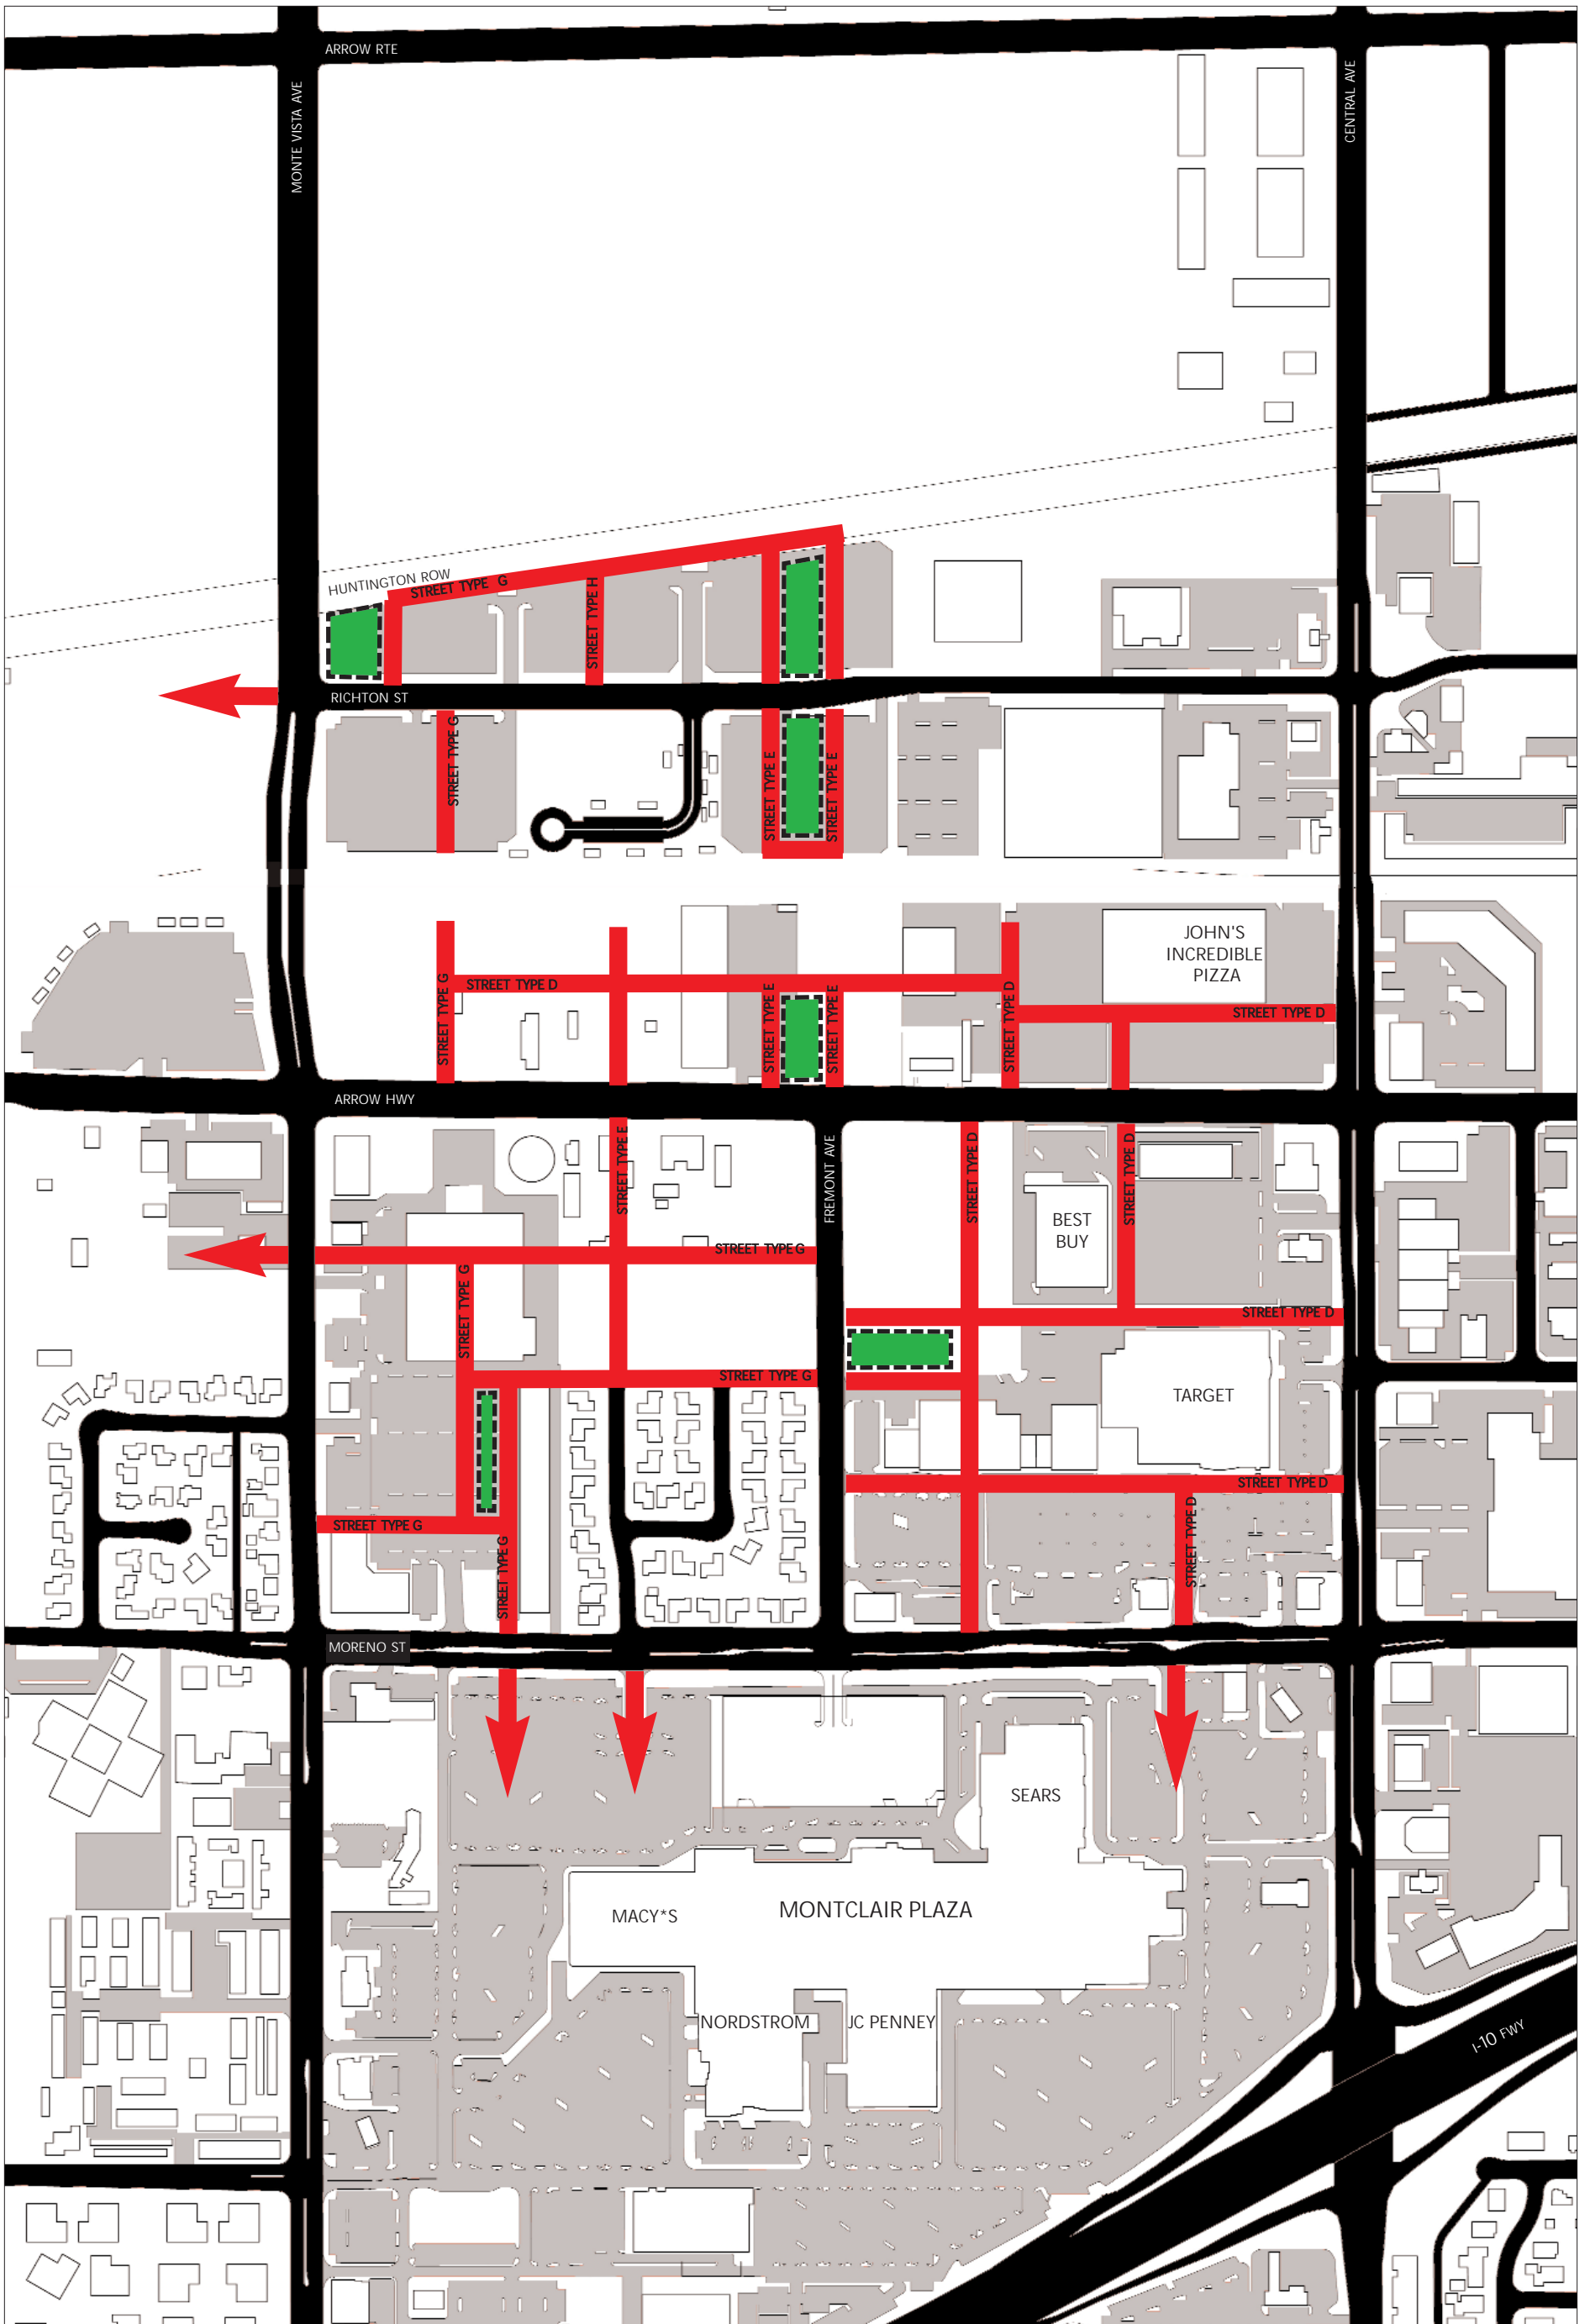 ARROW RTE
MONTE VISTA AVE
CENTRAL AVE
HUNTINGTON ROW
STREET TYPE G
STREET TYPE H
RICHTON ST
STREET TYPE G
STREET TYPE E
STREET TYPE E
JOHN'S
INCREDIBLE
PIZZA
STREET TYPE G
STREET TYPE D
STREET TYPE E
STREET TYPE E
STREET TYPE D
STREET TYPE D
ARROW HWY
STREET TYPE E
FREMONT AVE
STREET TYPE D
STREET TYPE D
BEST
BUY
STREET TYPE G
STREET TYPE G
STREET TYPE D
STREET TYPE G
TARGET
STREET TYPE D
STREET TYPE G
STREET TYPE G
STREET TYPE D
MORENO ST
SEARS
MACY*S
MONTCLAIR PLAZA
NORDSTROM
JC PENNEY
I-10 FWY